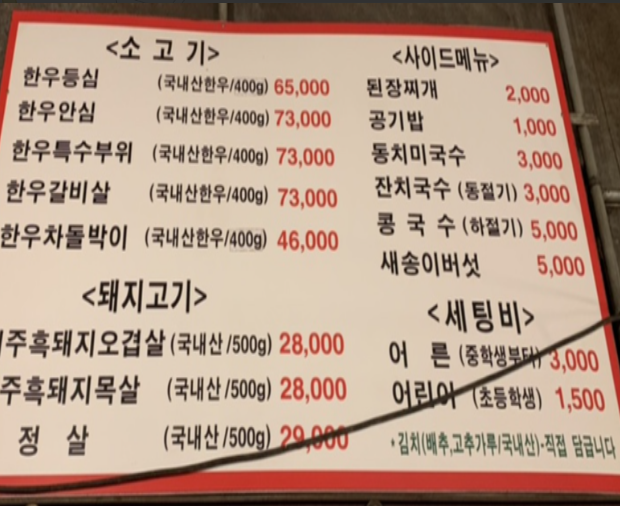 <소 고 기>
한우등심 (국내산한우/400g) 65,000
한우안심 (국내산한우/400g) 73,000
한우특수부위 (국내산한우/400g) 73,000
한우갈비살 (국내산한우/400g) 73,000
한우차돌박이 (국내산한우/400g) 46,000
<돼지고기>
주흑돼지오겹살 (국내산/500g) 28,000
주흑돼지목살 (국내산/500g) 28,000
정 살 (국내산/500g) 29,000
<사이드메뉴>
된장찌개 2,000
공기밥 1,000
동치미국수 3,000
잔치국수 (동절기) 3,000
콩 국 수 (하절기) 5,000
새송이버섯 5,000
<세팅비>
어 른 (중학생부터) 3,000
어린이 (초등학생) 1,500
*김치(배추,고추가루/국내산)-직접 담급니다